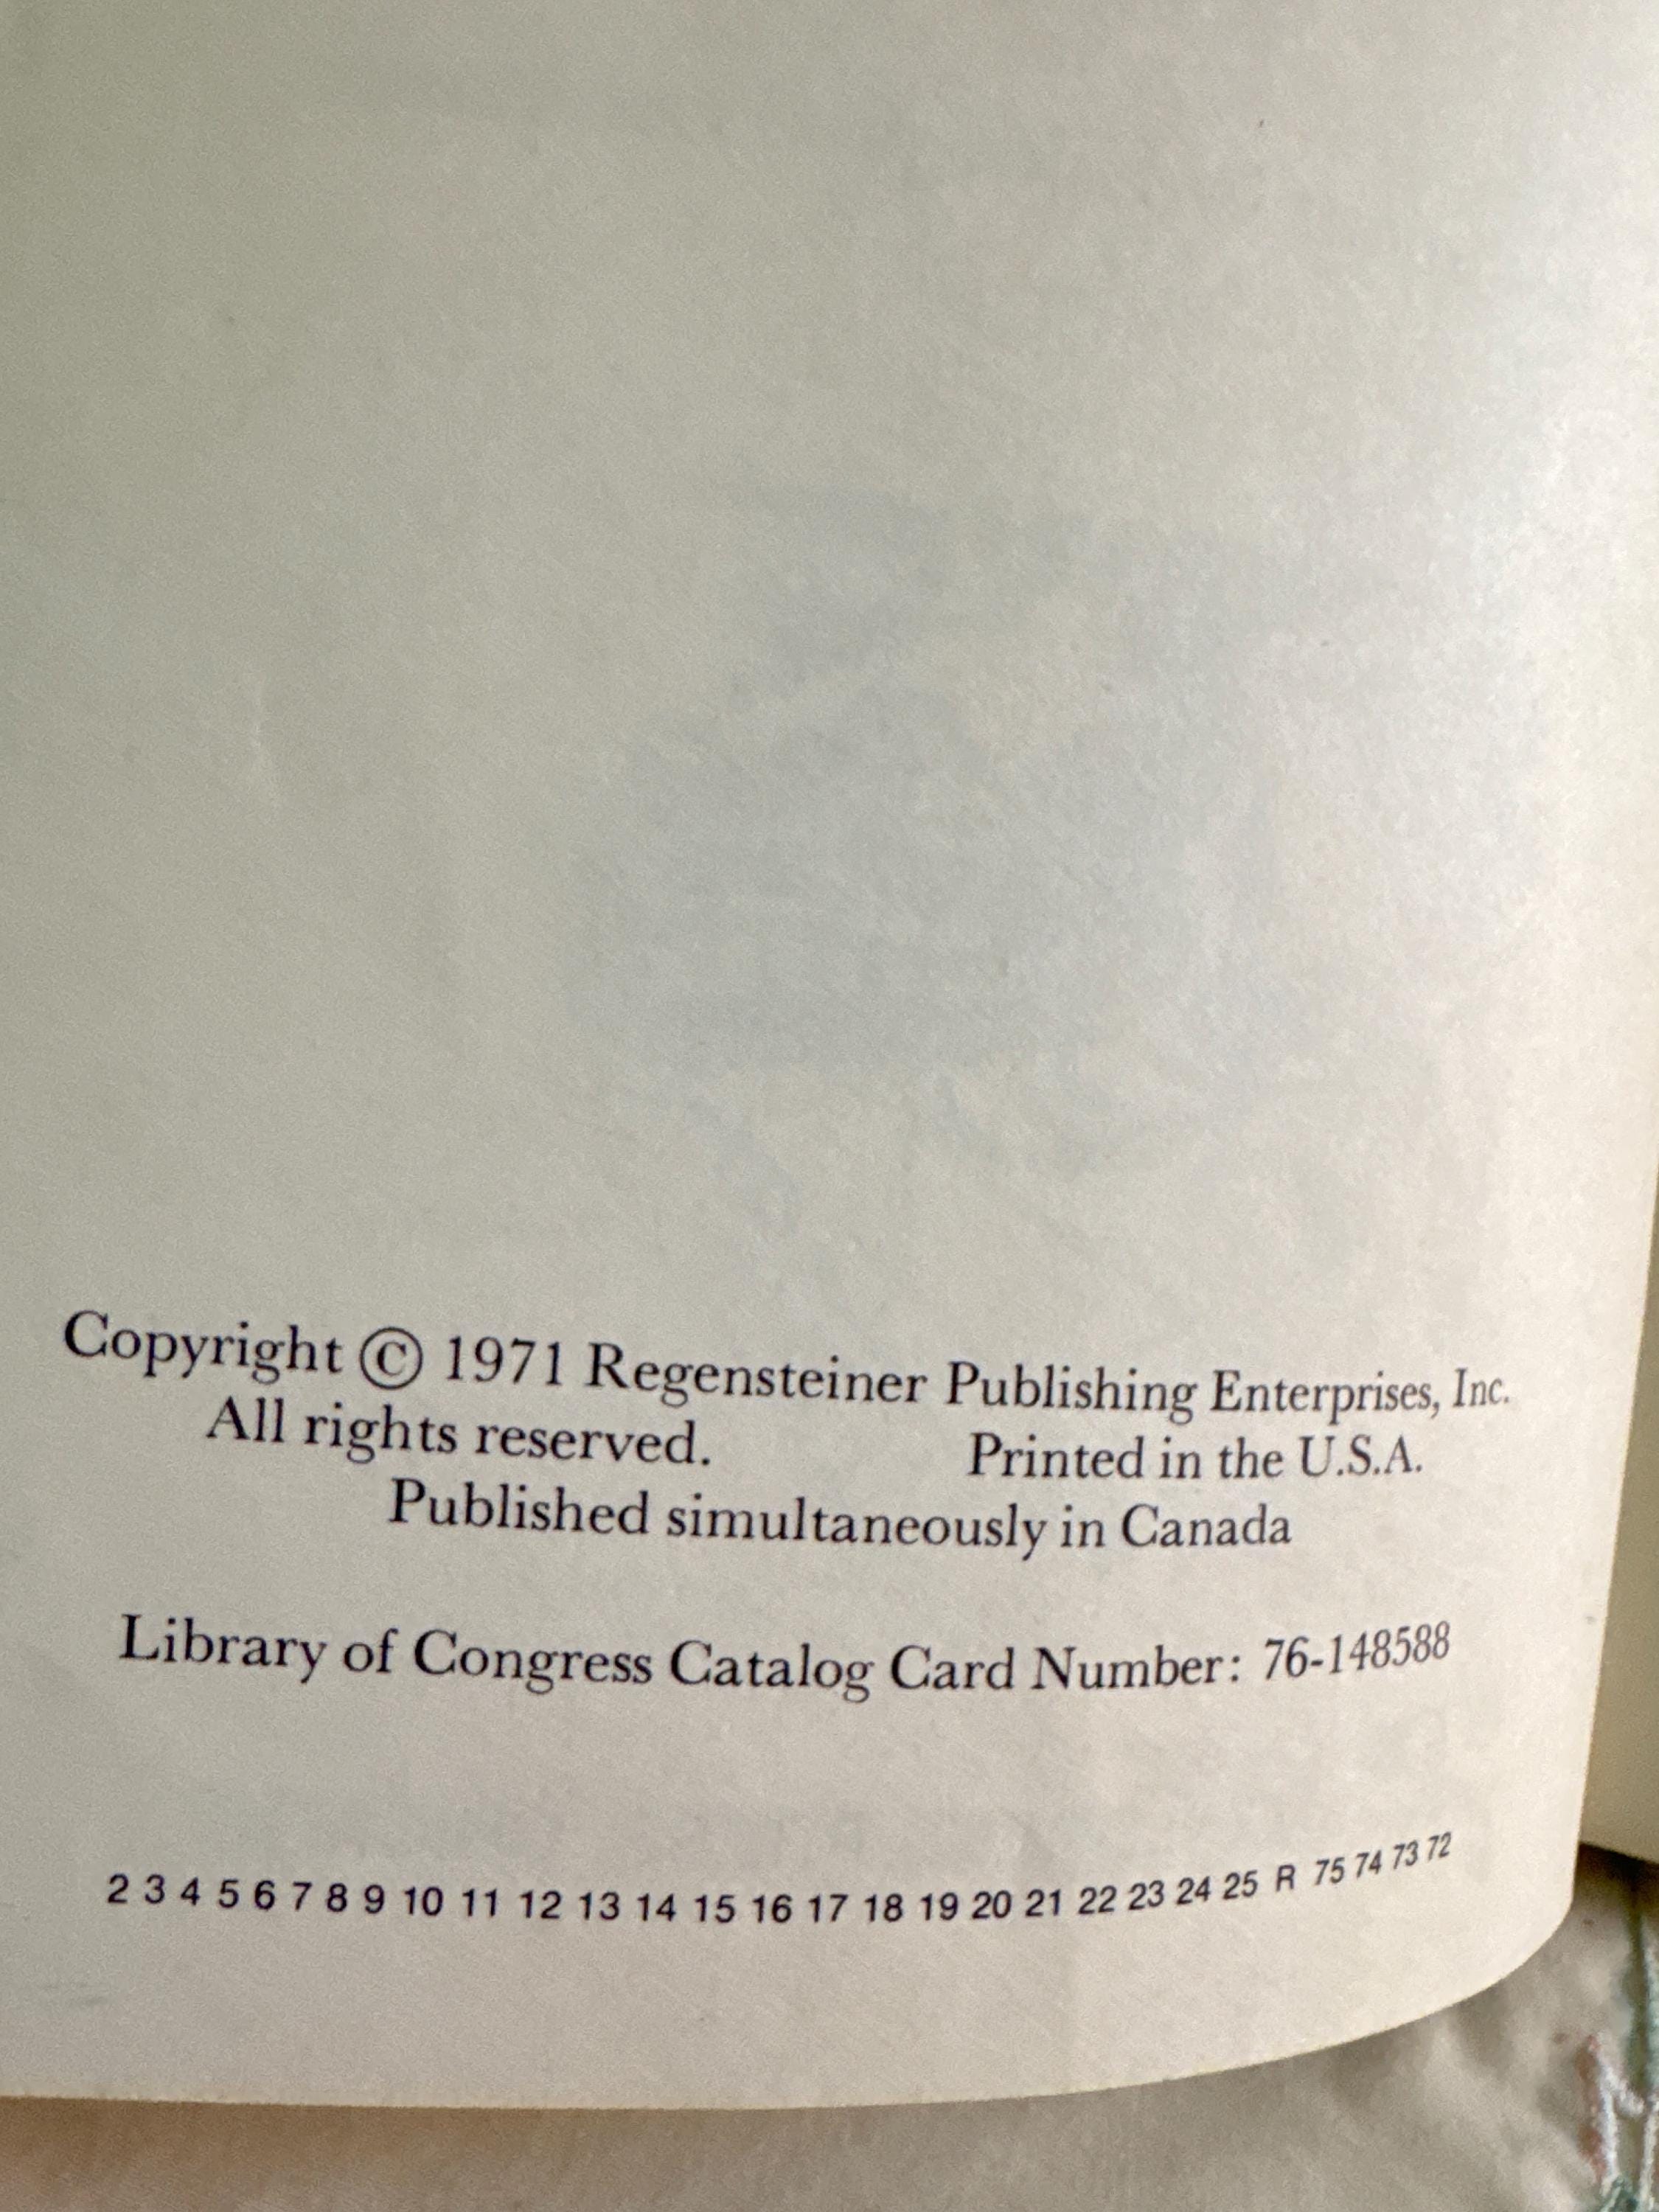 Copyright © 1971 Regensteiner Publishing Enterprises, Inc.
All rights reserved. Printed in the U.S.A.
Published simultaneously in Canada
Library of Congress Catalog Card Number: 76-148588
2 3 4 5 6 7 8 9 10 11 12 13 14 15 16 17 18 19 20 21 22 23 24 25 R 75 74 73 72